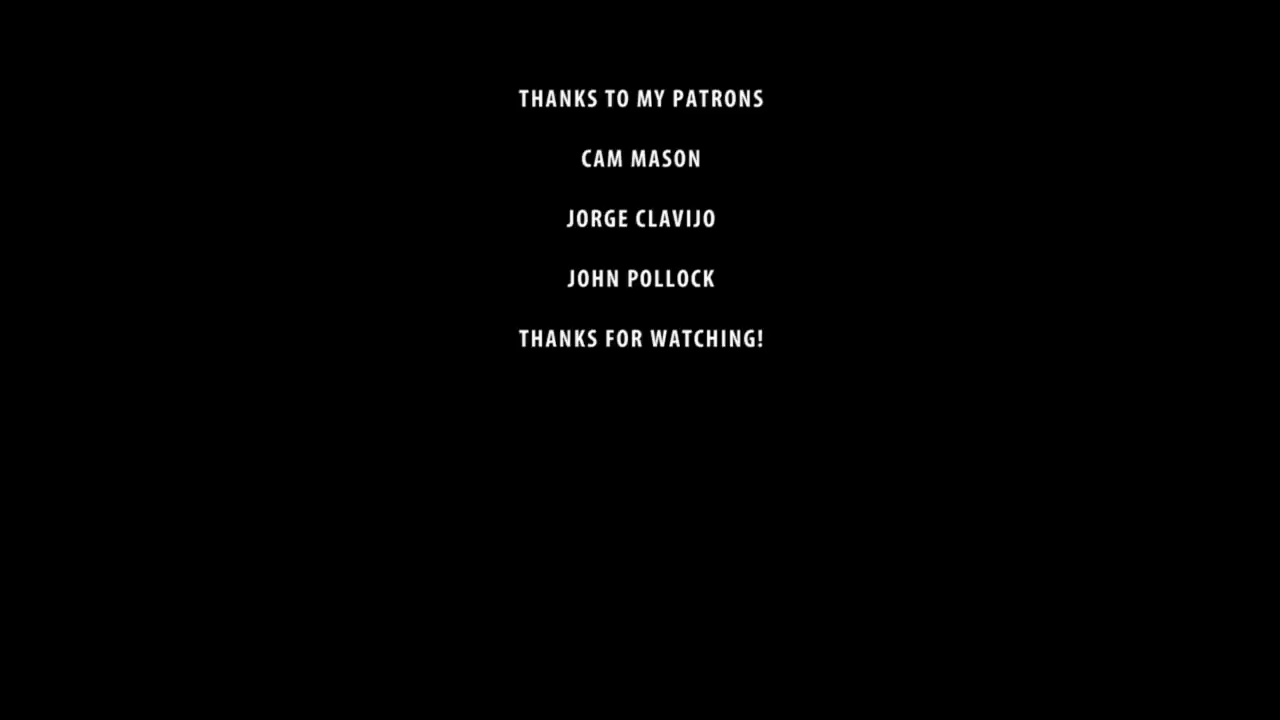 THANKS TO MY PATRONS
CAM MASON
JORGE CLAVIJO
JOHN POLLOCK
THANKS FOR WATCHING!